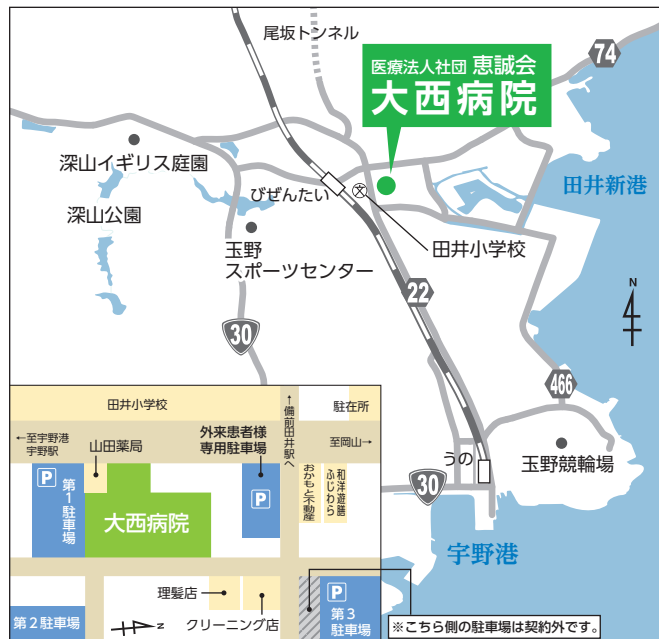 尾坂トンネル
医療法人社団 恵誠会
大西病院
74
深山イギリス庭園
びぜんたい
文
田井新港
深山公園
田井小学校
玉野
スポーツセンター
N
22
30
466
うの
玉野競輪場
30
宇野港
田井小学校
←備前田井駅へ
駐在所
←至宇野港
宇野駅
山田薬局
外来患者様
専用駐車場
至岡山→
P
第1駐車場
大西病院
P
おかもと不動産
和洋遊膳
ふじわら
理髪店
クリーニング店
P
第3
駐車場
第2駐車場
N
※こちら側の駐車場は契約外です。